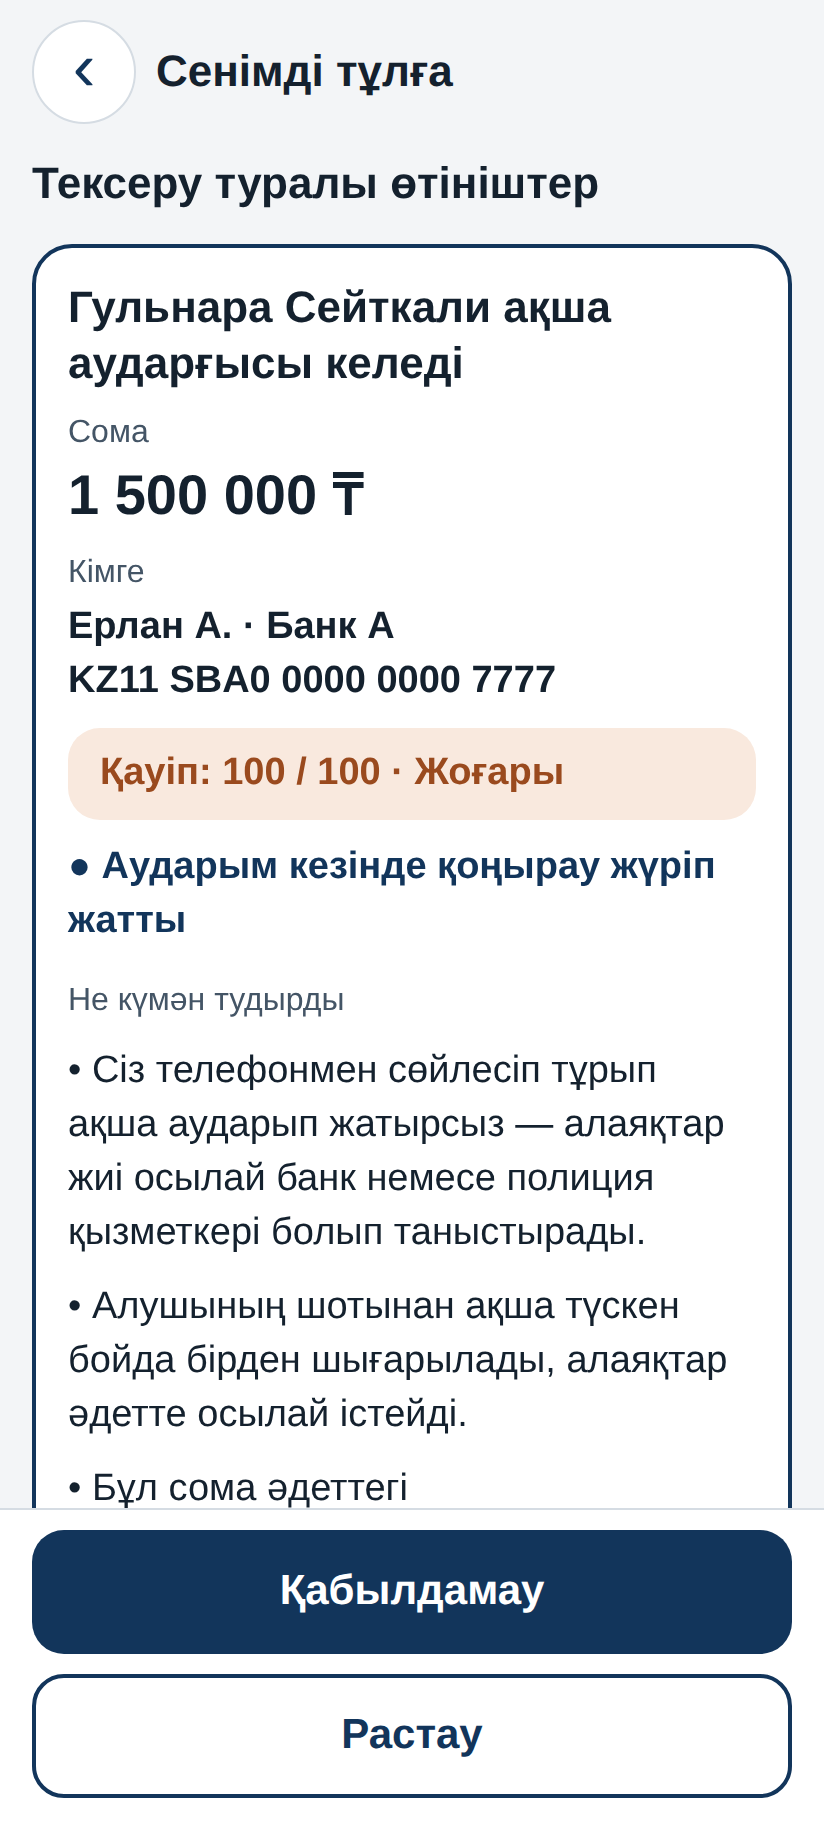 ‹
Сенімді тұлға
Тексеру туралы өтініштер
Гульнара Сейткали ақша
аударғысы келеді
Сома
1 500 000 ₸
Кімге
Ерлан А. · Банк А
KZ11 SBA0 0000 0000 7777
Қауіп: 100 / 100 · Жоғары
● Аударым кезінде қоңырау жүріп
жатты
Не күмән тудырды
• Сіз телефонмен сөйлесіп тұрып
ақша аударып жатырсыз — алаяқтар
жиі осылай банк немесе полиция
қызметкері болып таныстырады.
• Алушының шотынан ақша түскен
бойда бірден шығарылады, алаяқтар
әдетте осылай істейді.
• Бұл сома әдеттегі
Қабылдамау
Растау